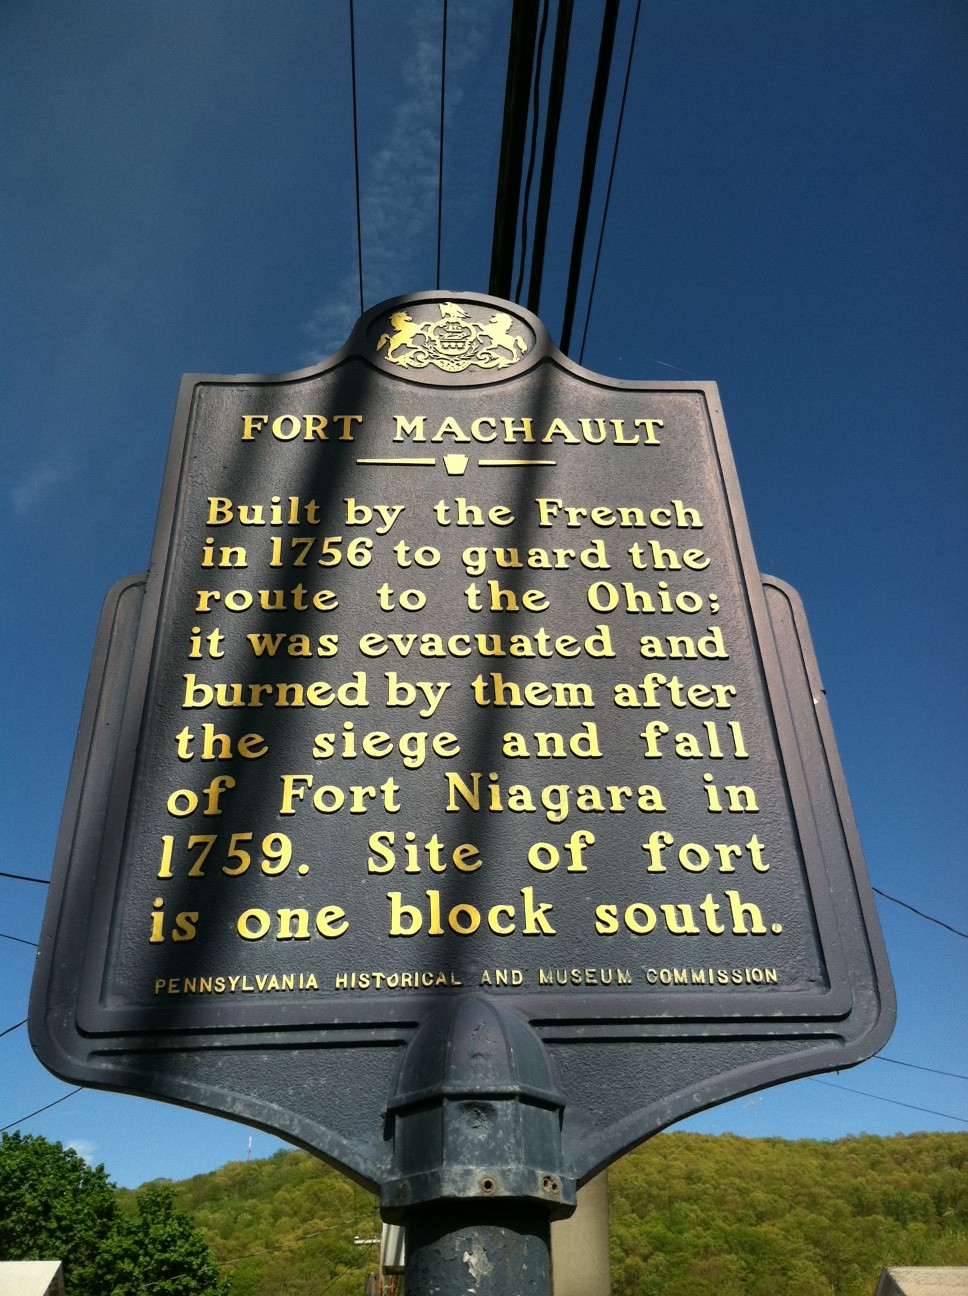 FORT MACHAULT
Built by the French
in 1756 to guard the
route to the Ohio;
it was evacuated and
burned by them after
the siege and fall
of Fort Niagara in
1759. Site of fort
is one block south.
PENNSYLVANIA HISTORICAL AND MUSEUM COMMISSION